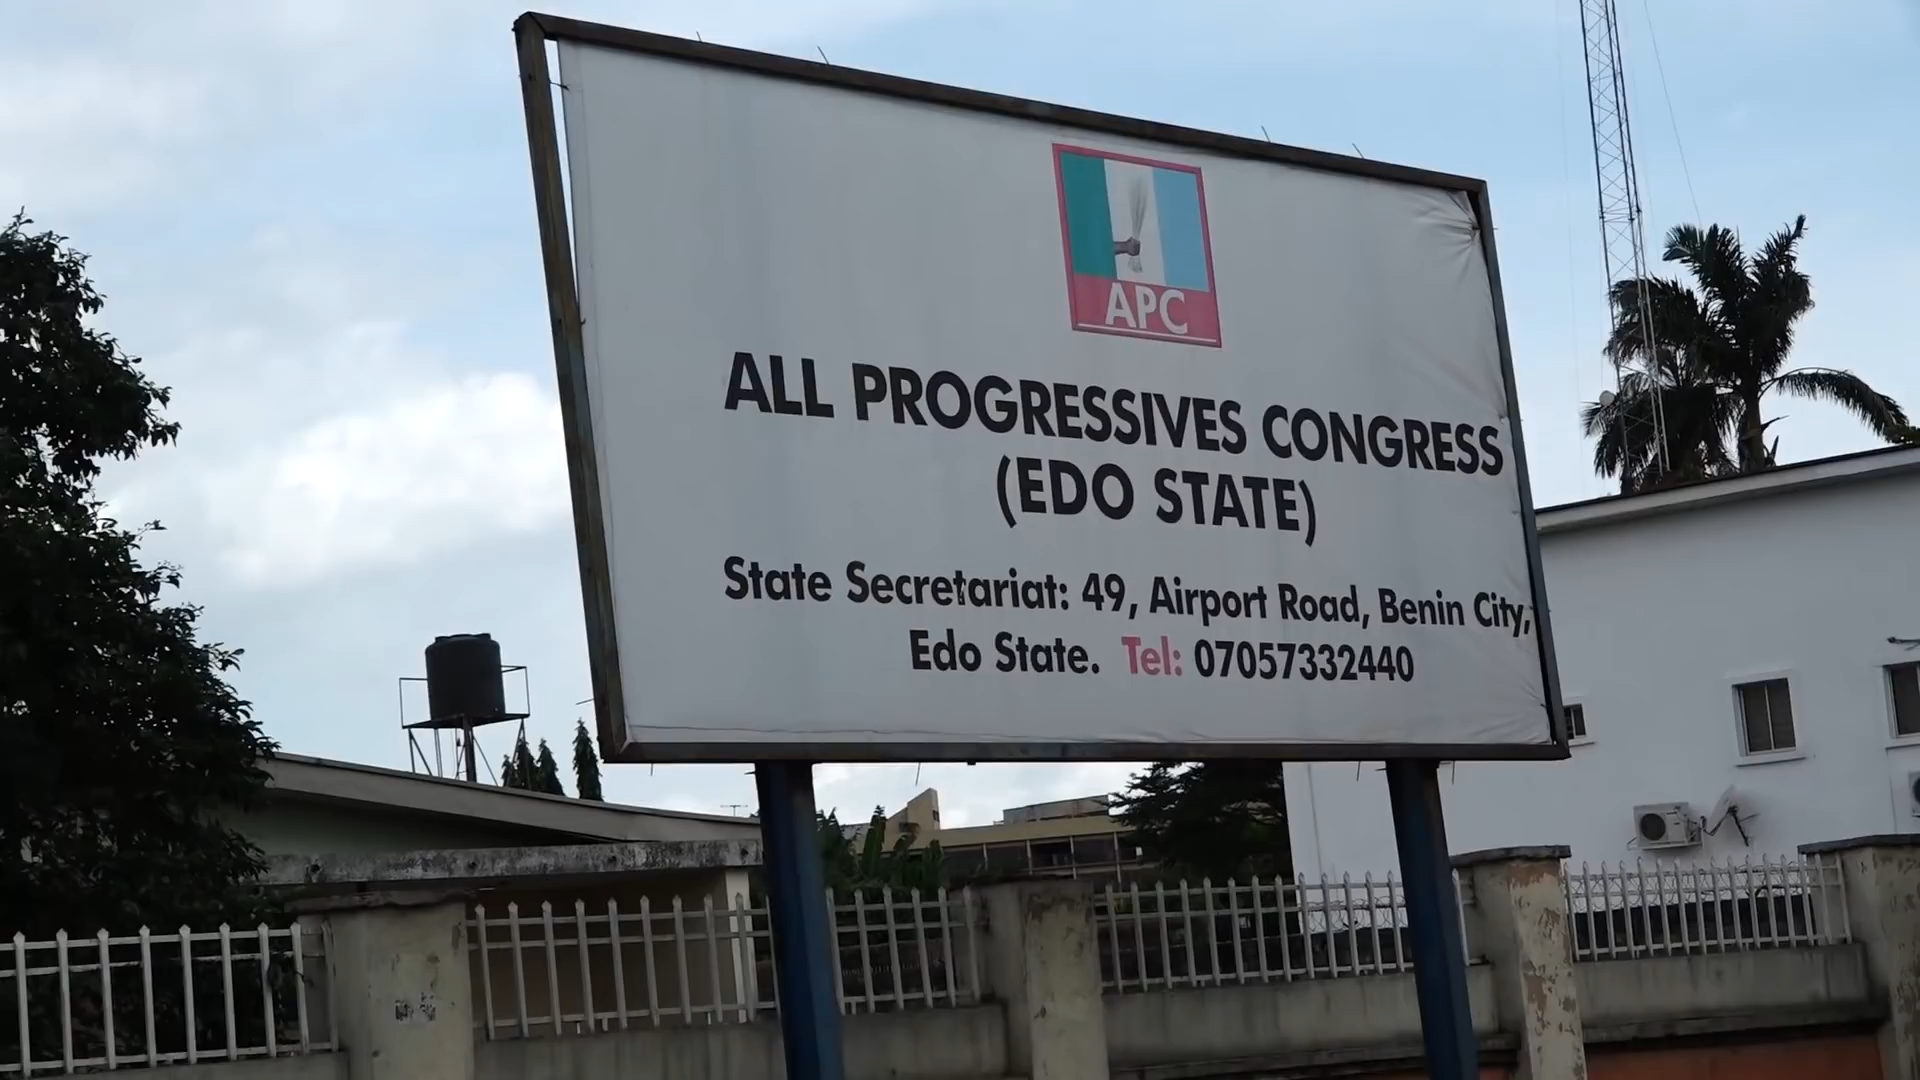 APC
ALL PROGRESSIVES CONGRESS
(EDO STATE)
State Secretariat: 49, Airport Road, Benin City,
Edo State. Tel: 07057332440